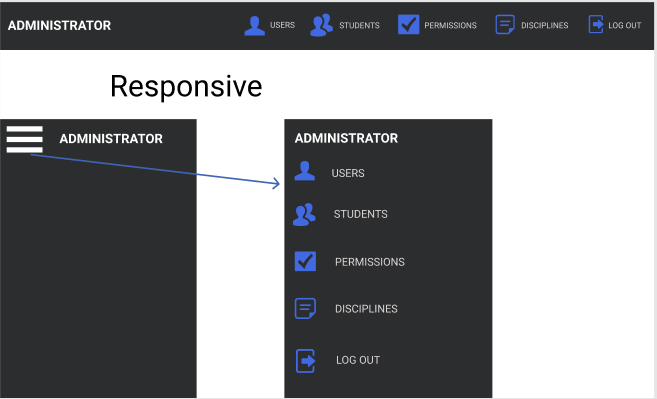 ADMINISTRATOR USERS STUDENTS PERMISSIONS DISCIPLINES LOG OUT
Responsive
ADMINISTRATOR
ADMINISTRATOR
USERS
STUDENTS
PERMISSIONS
DISCIPLINES
LOG OUT